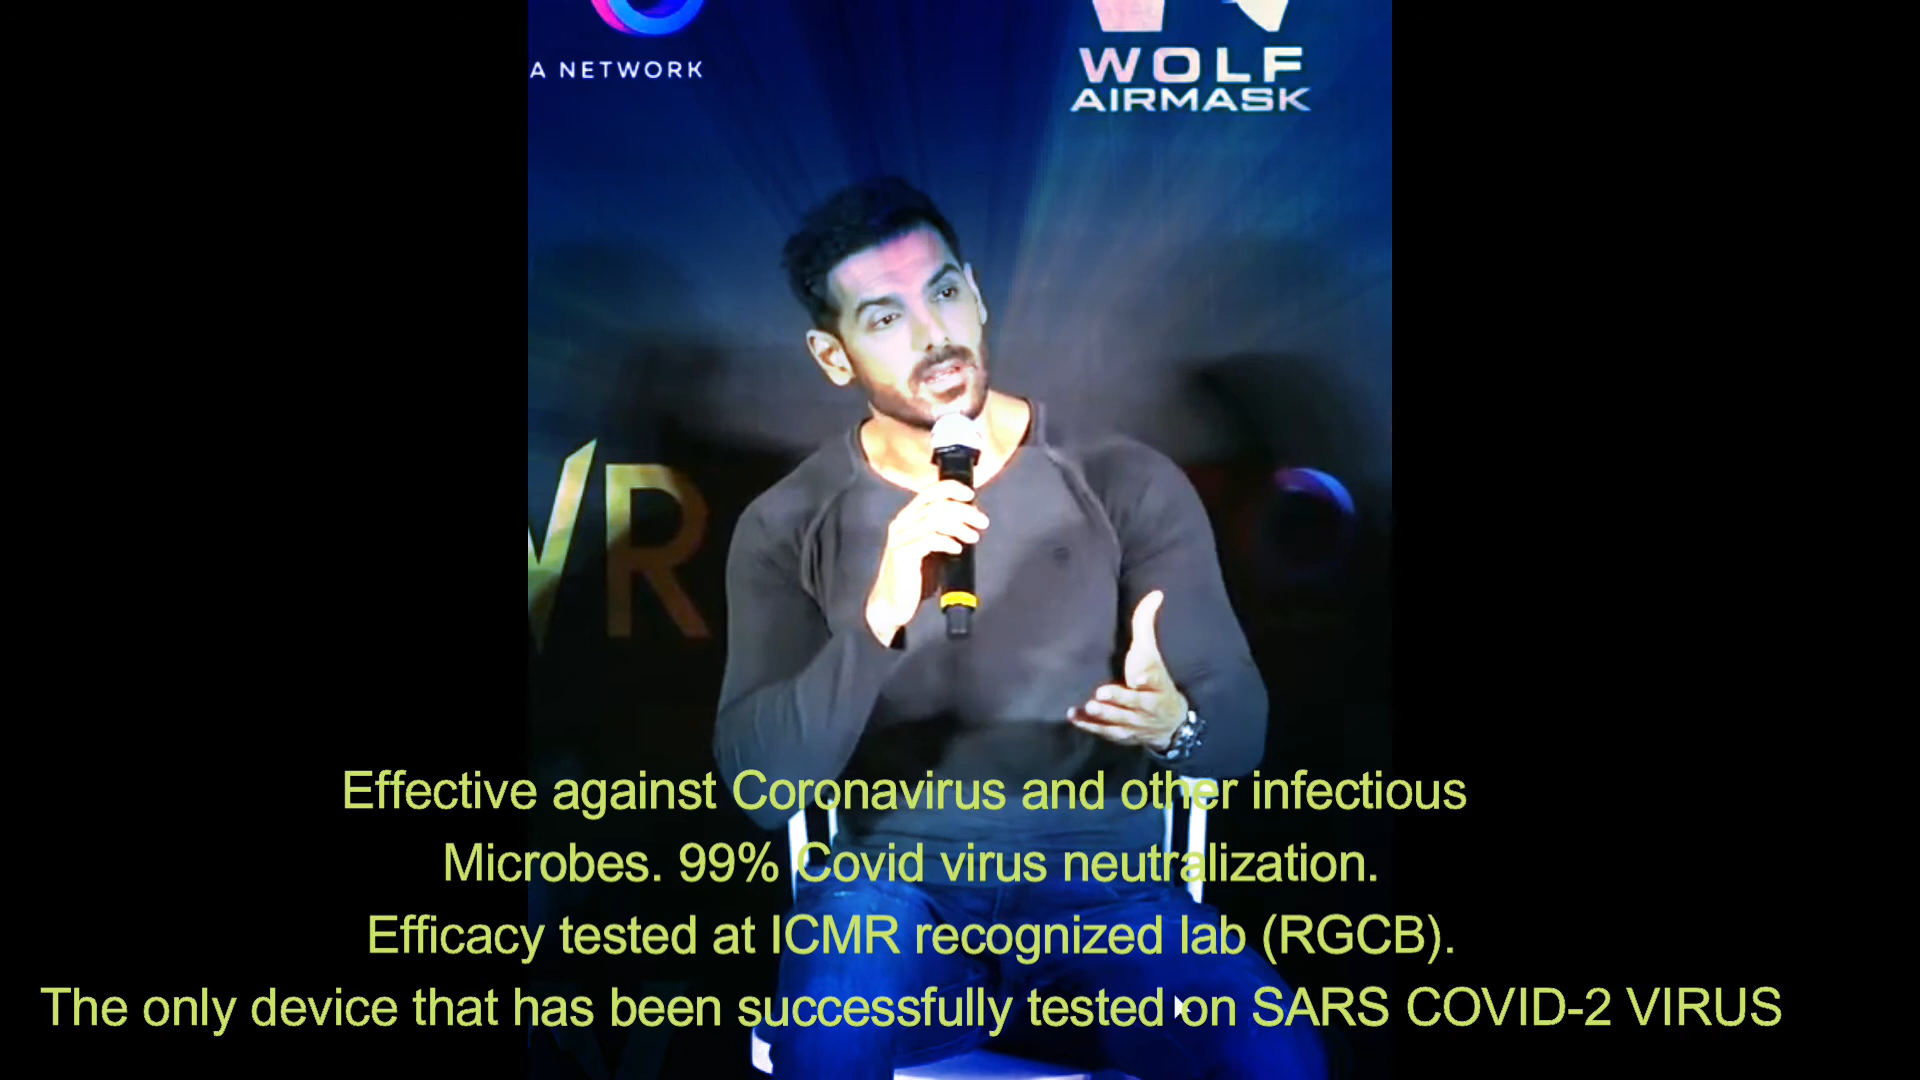 A NETWORK
WOLF
AIRMASK
VR
O
Effective against Coronavirus and other infectious
Microbes. 99% Covid virus neutralization.
Efficacy tested at ICMR recognized lab (RGCB).
The only device that has been successfully tested on SARS COVID-2 VIRUS